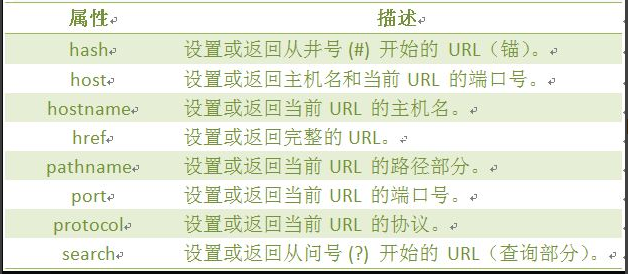 属性 描述
hash 设置或返回从井号 (#) 开始的 URL（锚）。
host 设置或返回主机名和当前 URL 的端口号。
hostname 设置或返回当前 URL 的主机名。
href 设置或返回完整的 URL。
pathname 设置或返回当前 URL 的路径部分。
port 设置或返回当前 URL 的端口号。
protocol 设置或返回当前 URL 的协议。
search 设置或返回从问号 (?) 开始的 URL（查询部分）。